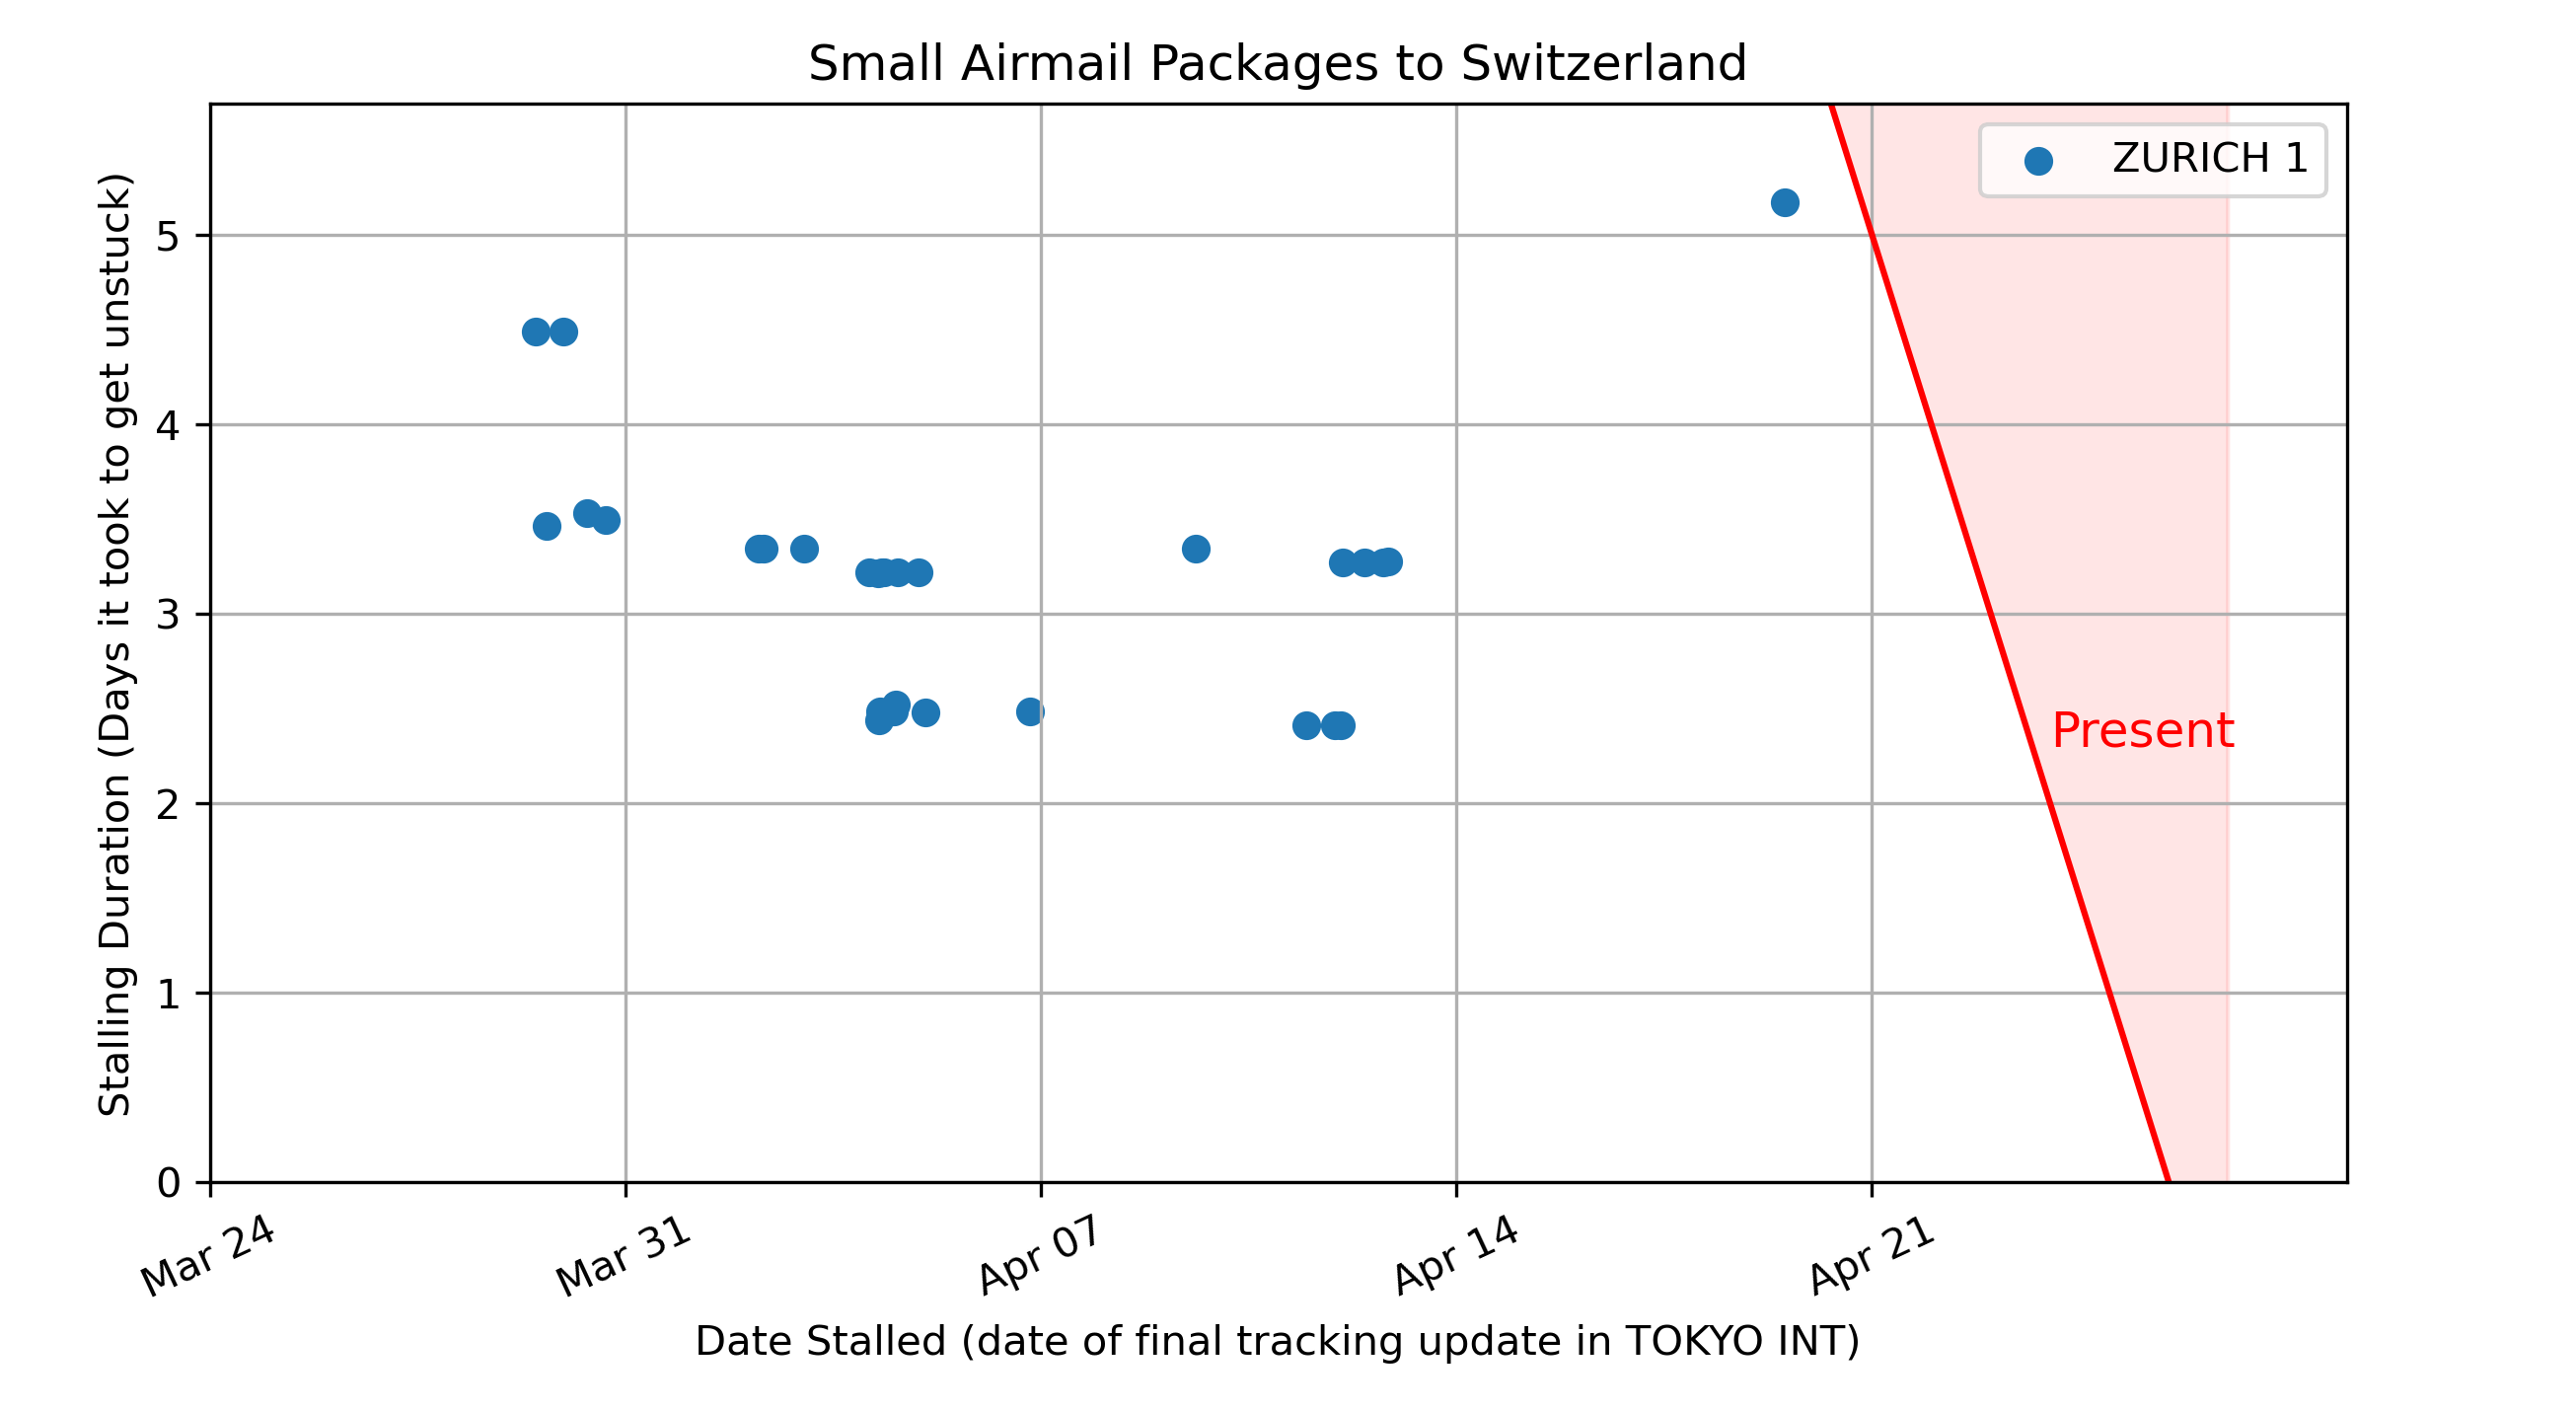 Small Airmail Packages to Switzerland
ZURICH 1
Stalling Duration (Days it took to get unstuck)
5
4
3
2
1
0
Present
Mar 24
Mar 31
Apr 07
Apr 14
Apr 21
Date Stalled (date of final tracking update in TOKYO INT)